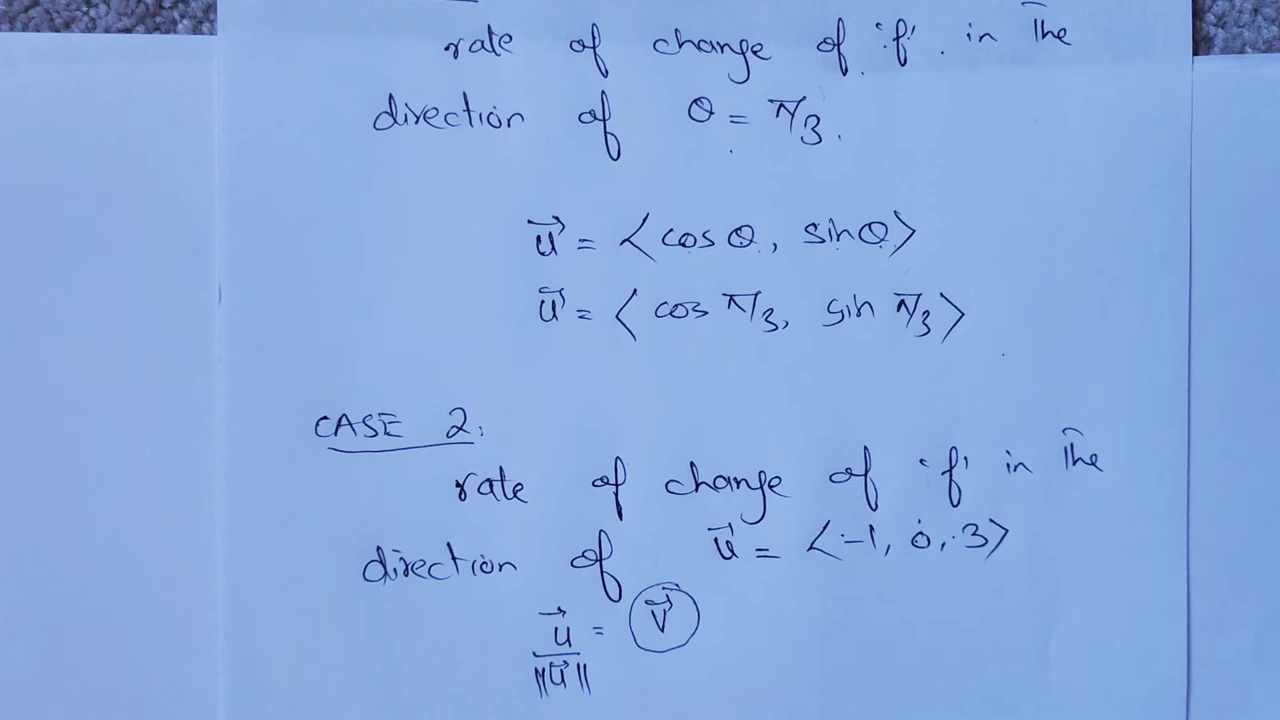 rate of change of 'f' in the
direction of θ = π/3.
u⃗ = <cos θ, sin θ>
u⃗ = <cos π/3, sin π/3>
CASE 2:
rate of change of 'f' in the
direction of u⃗ = <-1, 0, 3>
u⃗ / ||u⃗|| = v⃗